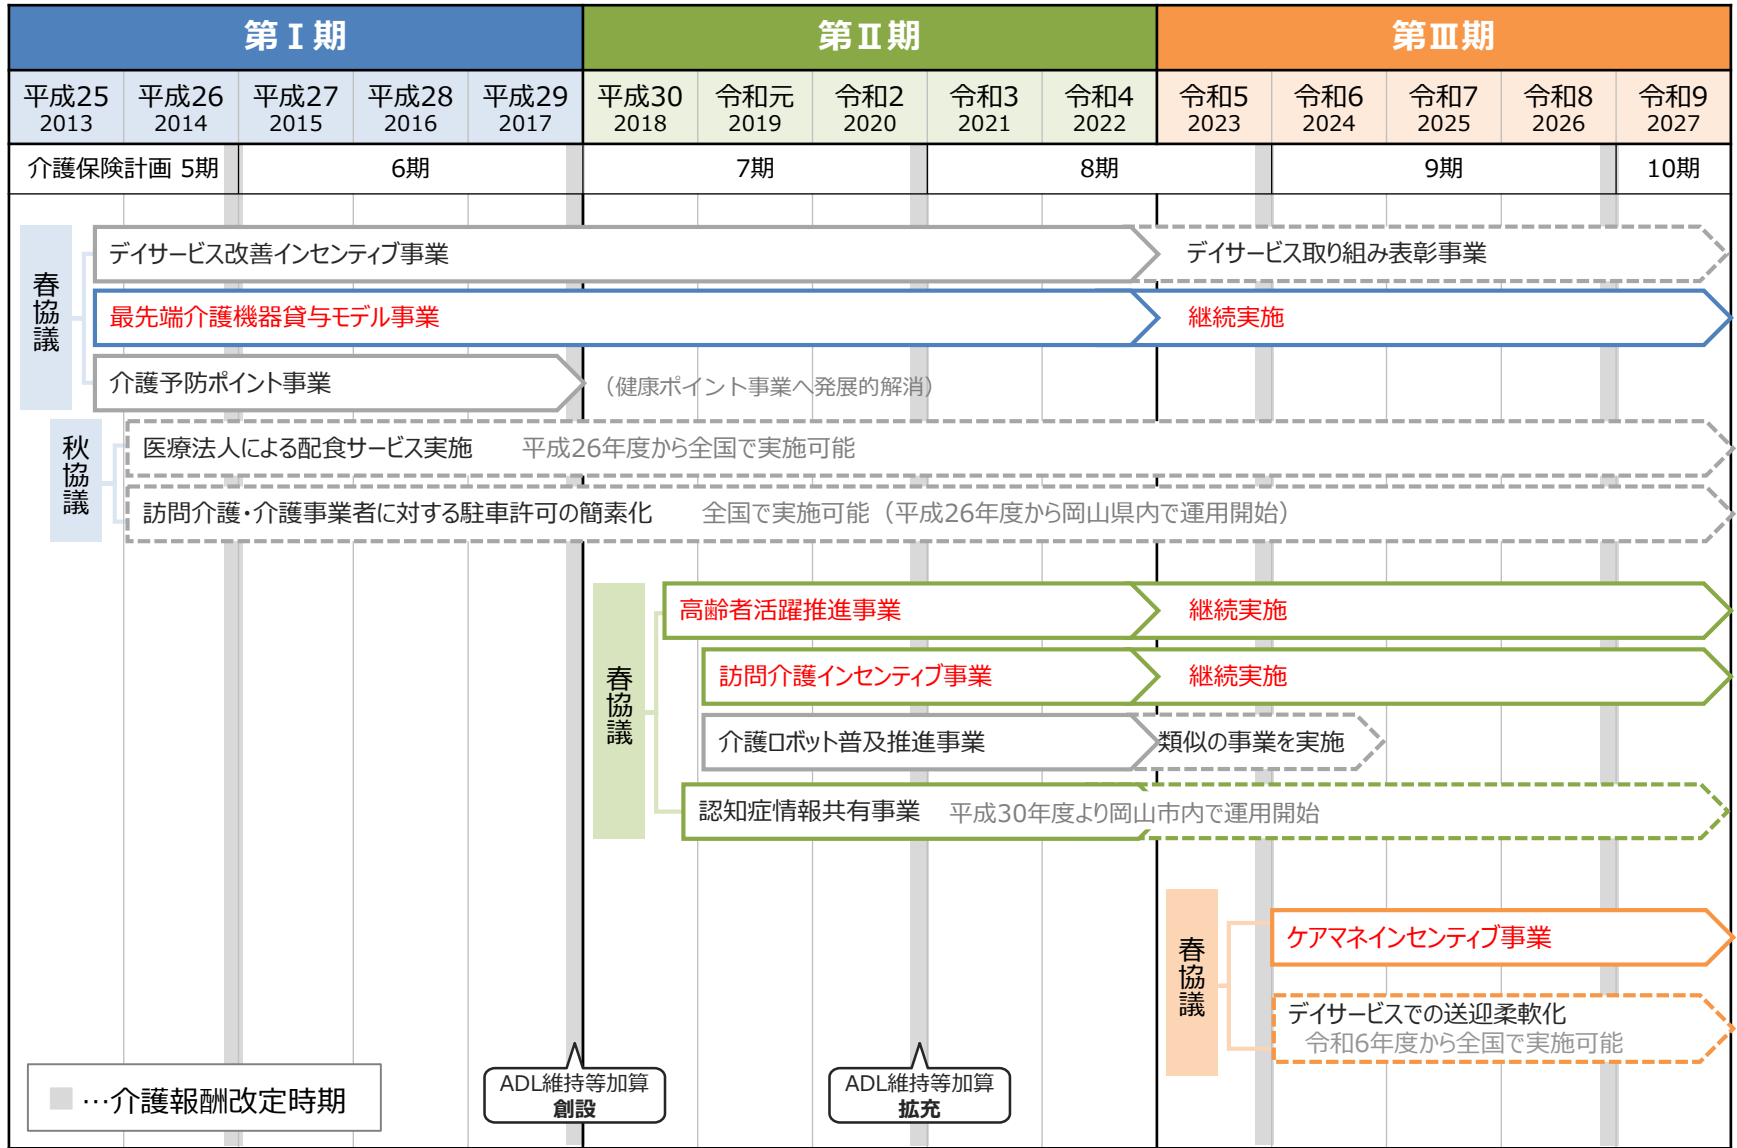 第Ⅰ期
第Ⅱ期
第Ⅲ期
平成25
2013
平成26
2014
平成27
2015
平成28
2016
平成29
2017
平成30
2018
令和元
2019
令和2
2020
令和3
2021
令和4
2022
令和5
2023
令和6
2024
令和7
2025
令和8
2026
令和9
2027
介護保険計画 5期
6期
7期
8期
9期
10期
春協議
デイサービス改善インセンティブ事業
デイサービス取り組み表彰事業
最先端介護機器貸与モデル事業
継続実施
介護予防ポイント事業
（健康ポイント事業へ発展的解消）
秋協議
医療法人による配食サービス実施
平成26年度から全国で実施可能
訪問介護・介護事業者に対する駐車許可の簡素化
全国で実施可能（平成26年度から岡山県内で運用開始）
春協議
高齢者活躍推進事業
継続実施
訪問介護インセンティブ事業
継続実施
介護ロボット普及推進事業
類似の事業を実施
認知症情報共有事業
平成30年度より岡山市内で運用開始
春協議
ケアマネインセンティブ事業
デイサービスでの送迎柔軟化
令和6年度から全国で実施可能
ADL維持等加算
創設
ADL維持等加算
拡充
…介護報酬改定時期